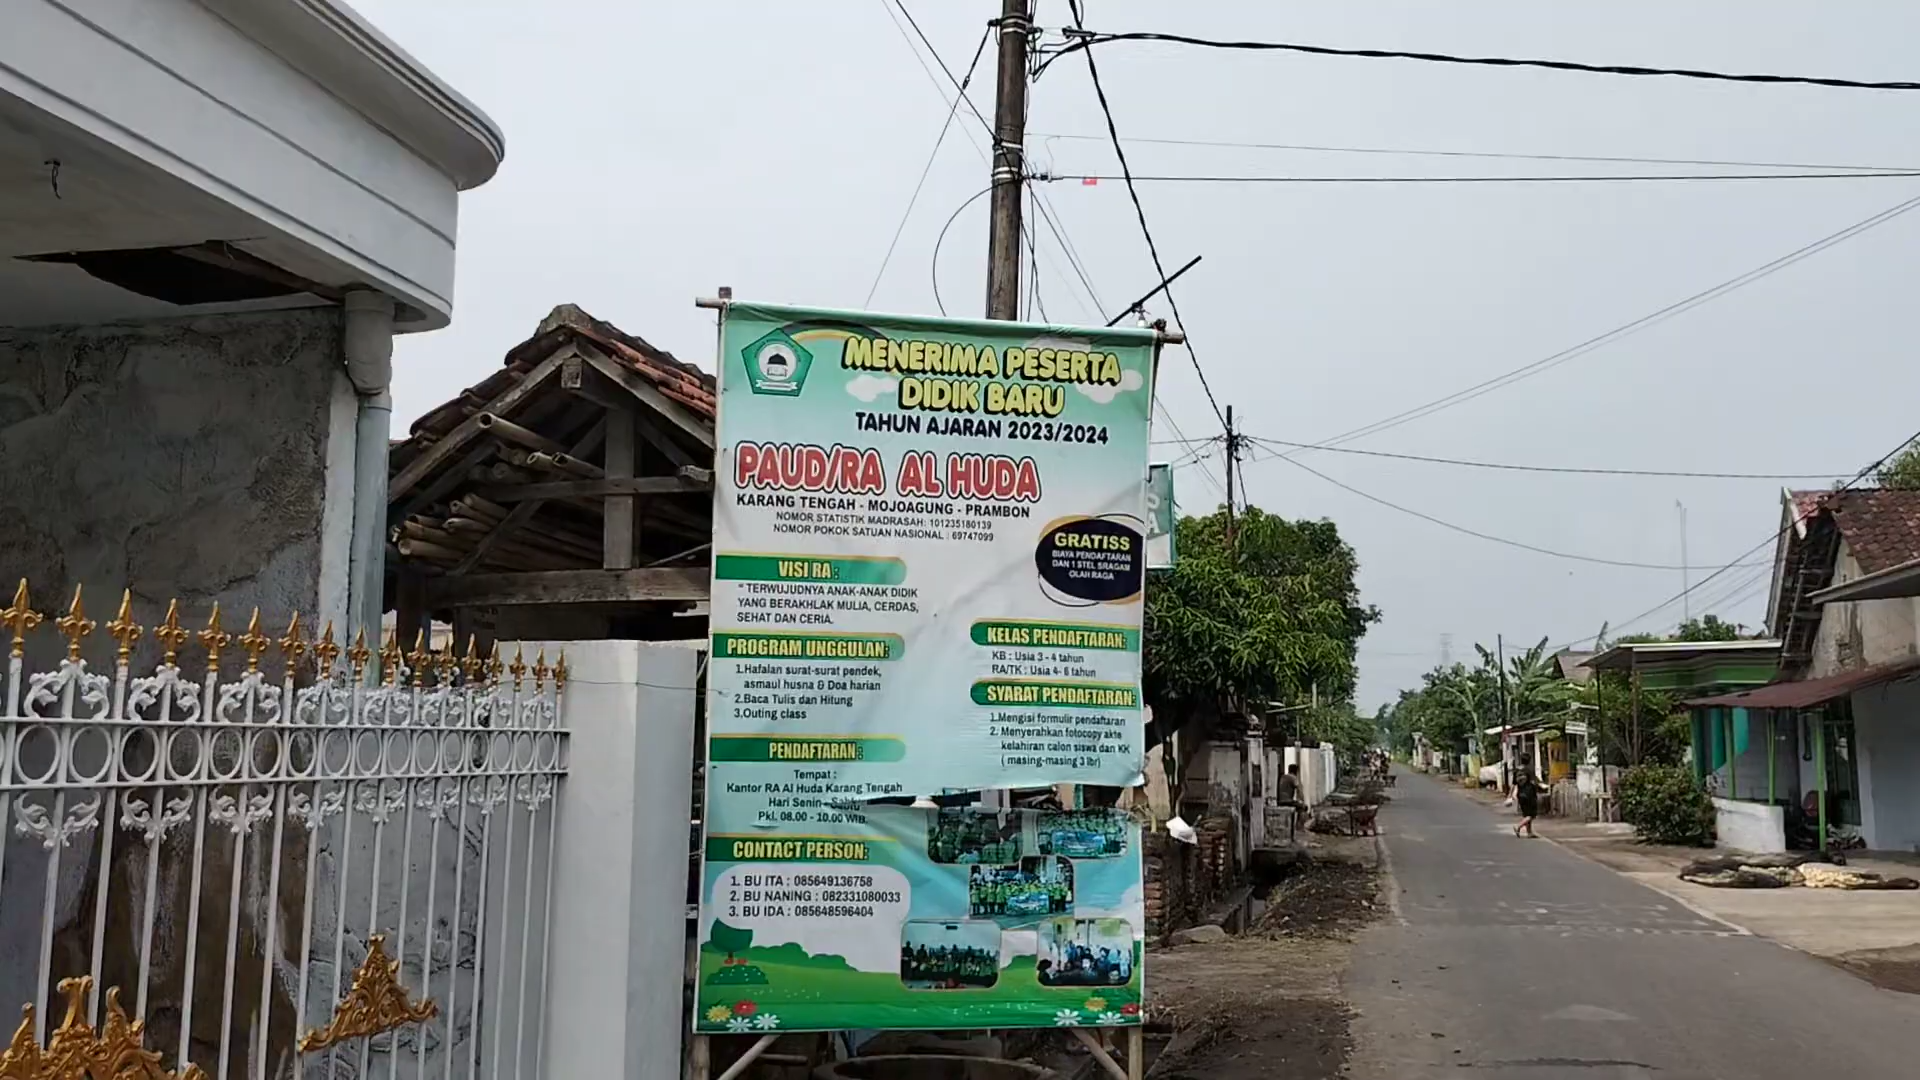 MENERIMA PESERTA
DIDIK BARU
TAHUN AJARAN 2023/2024
PAUD/RA AL HUDA
KARANG TENGAH - MOJOAGUNG - PRAMBON
NOMOR STATISTIK MADRASAH: 101235180139
NOMOR POKOK SATUAN NASIONAL : 69747099
GRATISS
BIAYA PENDAFTARAN
DAN 1 STEL SRAGAM
OLAH RAGA
VISI RA :
" TERWUJUDNYA ANAK-ANAK DIDIK
YANG BERAKHLAK MULIA, CERDAS,
SEHAT DAN CERIA.
PROGRAM UNGGULAN:
1.Hafalan surat-surat pendek,
asmaul husna & Doa harian
2.Baca Tulis dan Hitung
3.Outing class
KELAS PENDAFTARAN:
KB : Usia 3 - 4 tahun
RA/TK : Usia 4- 6 tahun
SYARAT PENDAFTARAN:
1.Mengisi formulir pendaftaran
2. Menyerahkan fotocopy akte
kelahiran calon siswa dan KK
( masing-masing 3 lbr)
PENDAFTARAN :
Tempat :
Kantor RA Al Huda Karang Tengah
Hari Senin - Sabtu
Pkl. 08.00 - 10.00 WIB.
CONTACT PERSON:
1. BU ITA : 085649136758
2. BU NANING : 082331080033
3. BU IDA : 085648596404